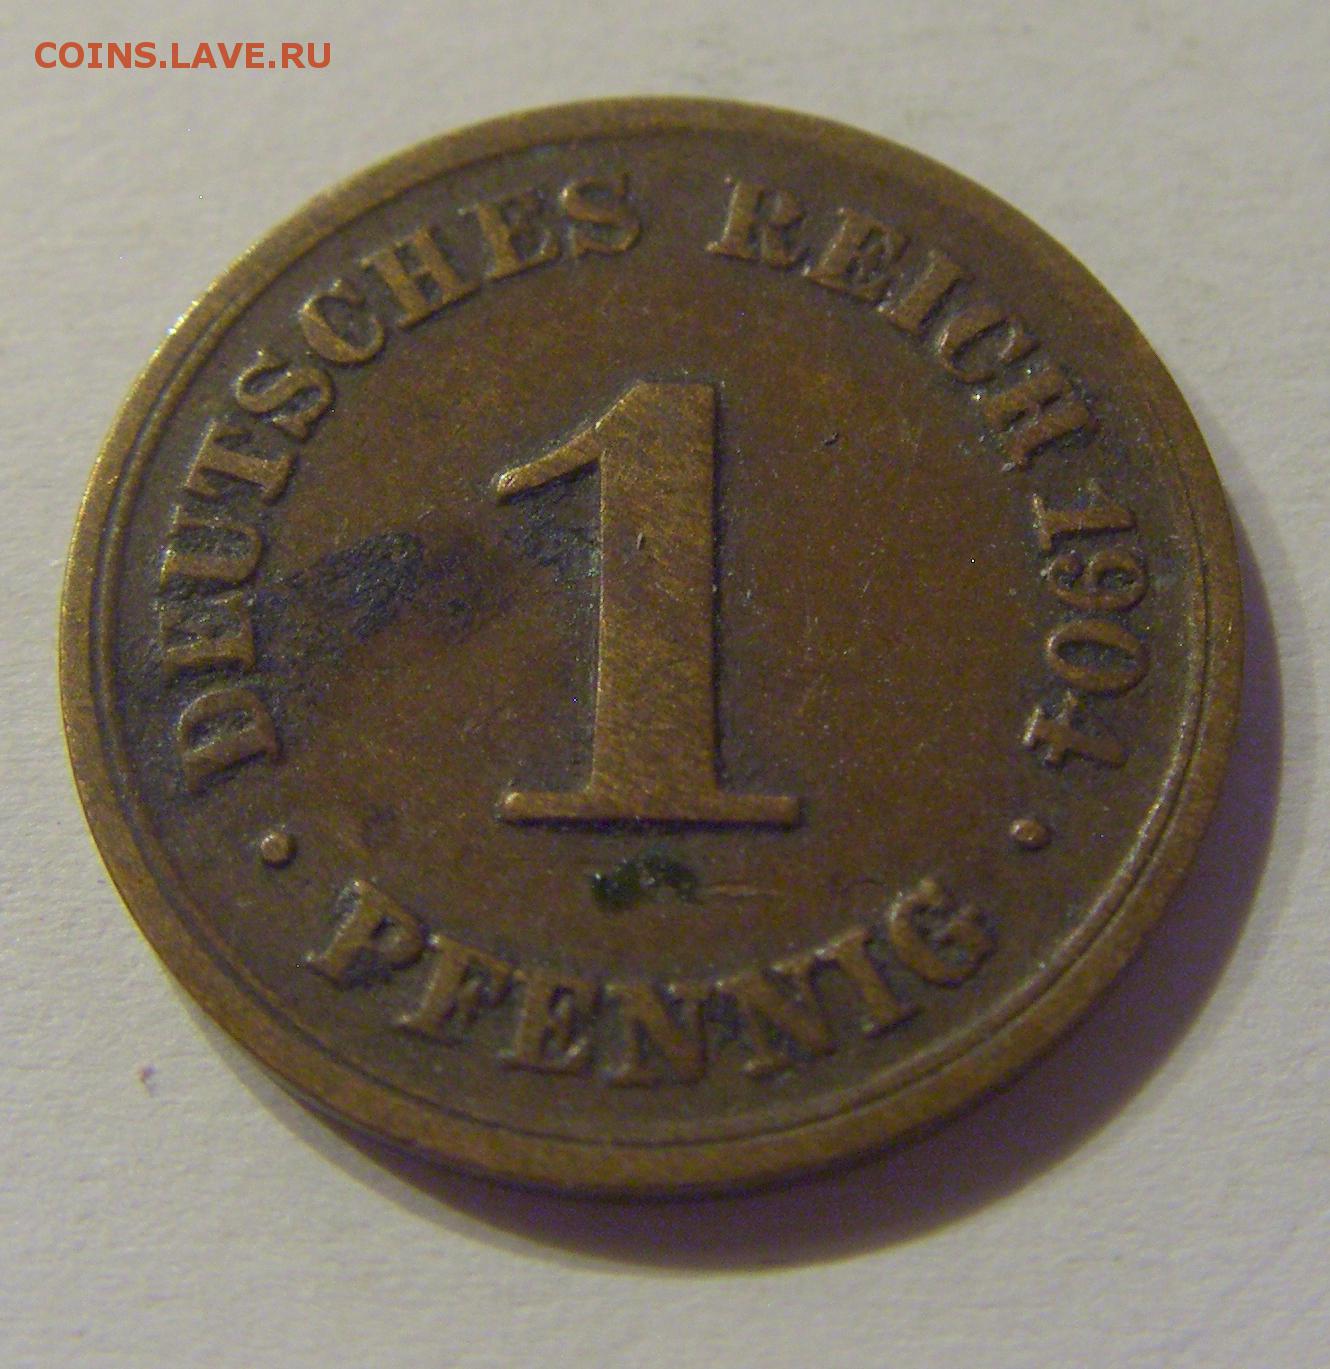 COINS.LAVE.RU
DEUTSCHES REICH 1904
1
• PFENNIG •